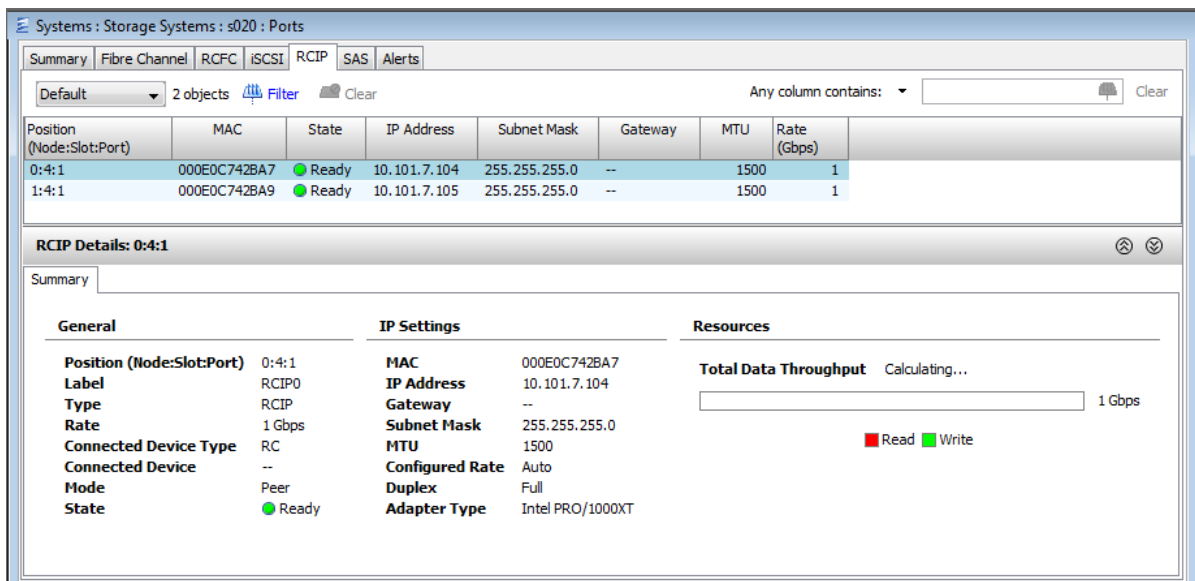 Systems : Storage Systems : s020 : Ports
Summary Fibre Channel RCFC iSCSI RCIP SAS Alerts
Default 2 objects Filter Clear Any column contains: Clear
Position (Node:Slot:Port) MAC State IP Address Subnet Mask Gateway MTU Rate (Gbps)
0:4:1 000E0C742BA7 Ready 10.101.7.104 255.255.255.0 -- 1500 1
1:4:1 000E0C742BA9 Ready 10.101.7.105 255.255.255.0 -- 1500 1
RCIP Details: 0:4:1
Summary
General
Position (Node:Slot:Port) 0:4:1
Label RCIP0
Type RCIP
Rate 1 Gbps
Connected Device Type RC
Connected Device --
Mode Peer
State Ready
IP Settings
MAC 000E0C742BA7
IP Address 10.101.7.104
Gateway --
Subnet Mask 255.255.255.0
MTU 1500
Configured Rate Auto
Duplex Full
Adapter Type Intel PRO/1000XT
Resources
Total Data Throughput Calculating...
1 Gbps
Read Write